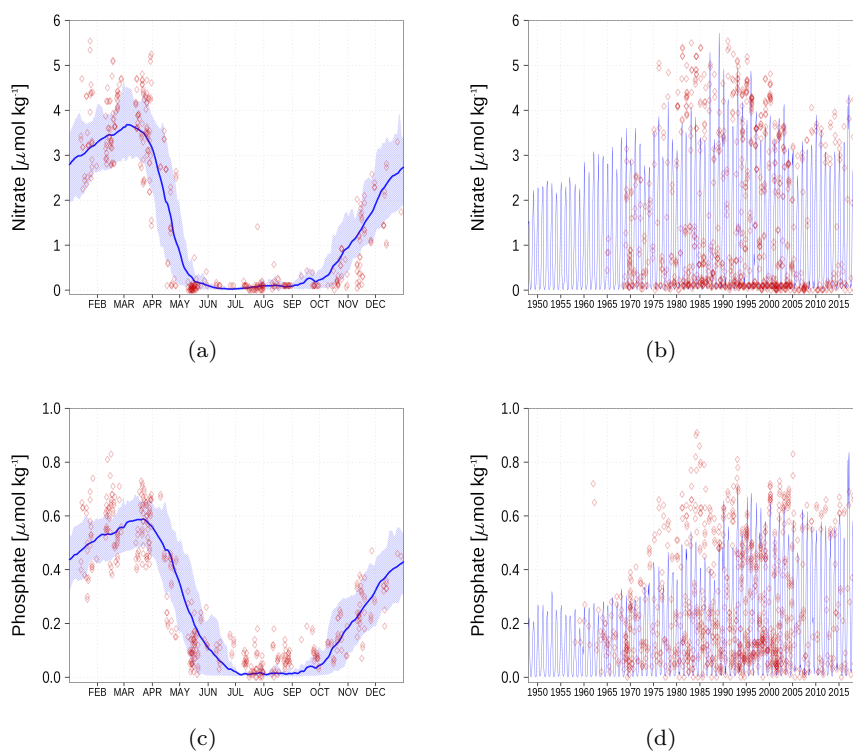 6
5
4
3
2
1
0
Nitrate [μmol kg⁻¹]
FEB MAR APR MAY JUN JUL AUG SEP OCT NOV DEC
(a)
6
5
4
3
2
1
0
Nitrate [μmol kg⁻¹]
1950 1955 1960 1965 1970 1975 1980 1985 1990 1995 2000 2005 2010 2015
(b)
1.0
0.8
0.6
0.4
0.2
0.0
Phosphate [μmol kg⁻¹]
FEB MAR APR MAY JUN JUL AUG SEP OCT NOV DEC
(c)
1.0
0.8
0.6
0.4
0.2
0.0
Phosphate [μmol kg⁻¹]
1950 1955 1960 1965 1970 1975 1980 1985 1990 1995 2000 2005 2010 2015
(d)